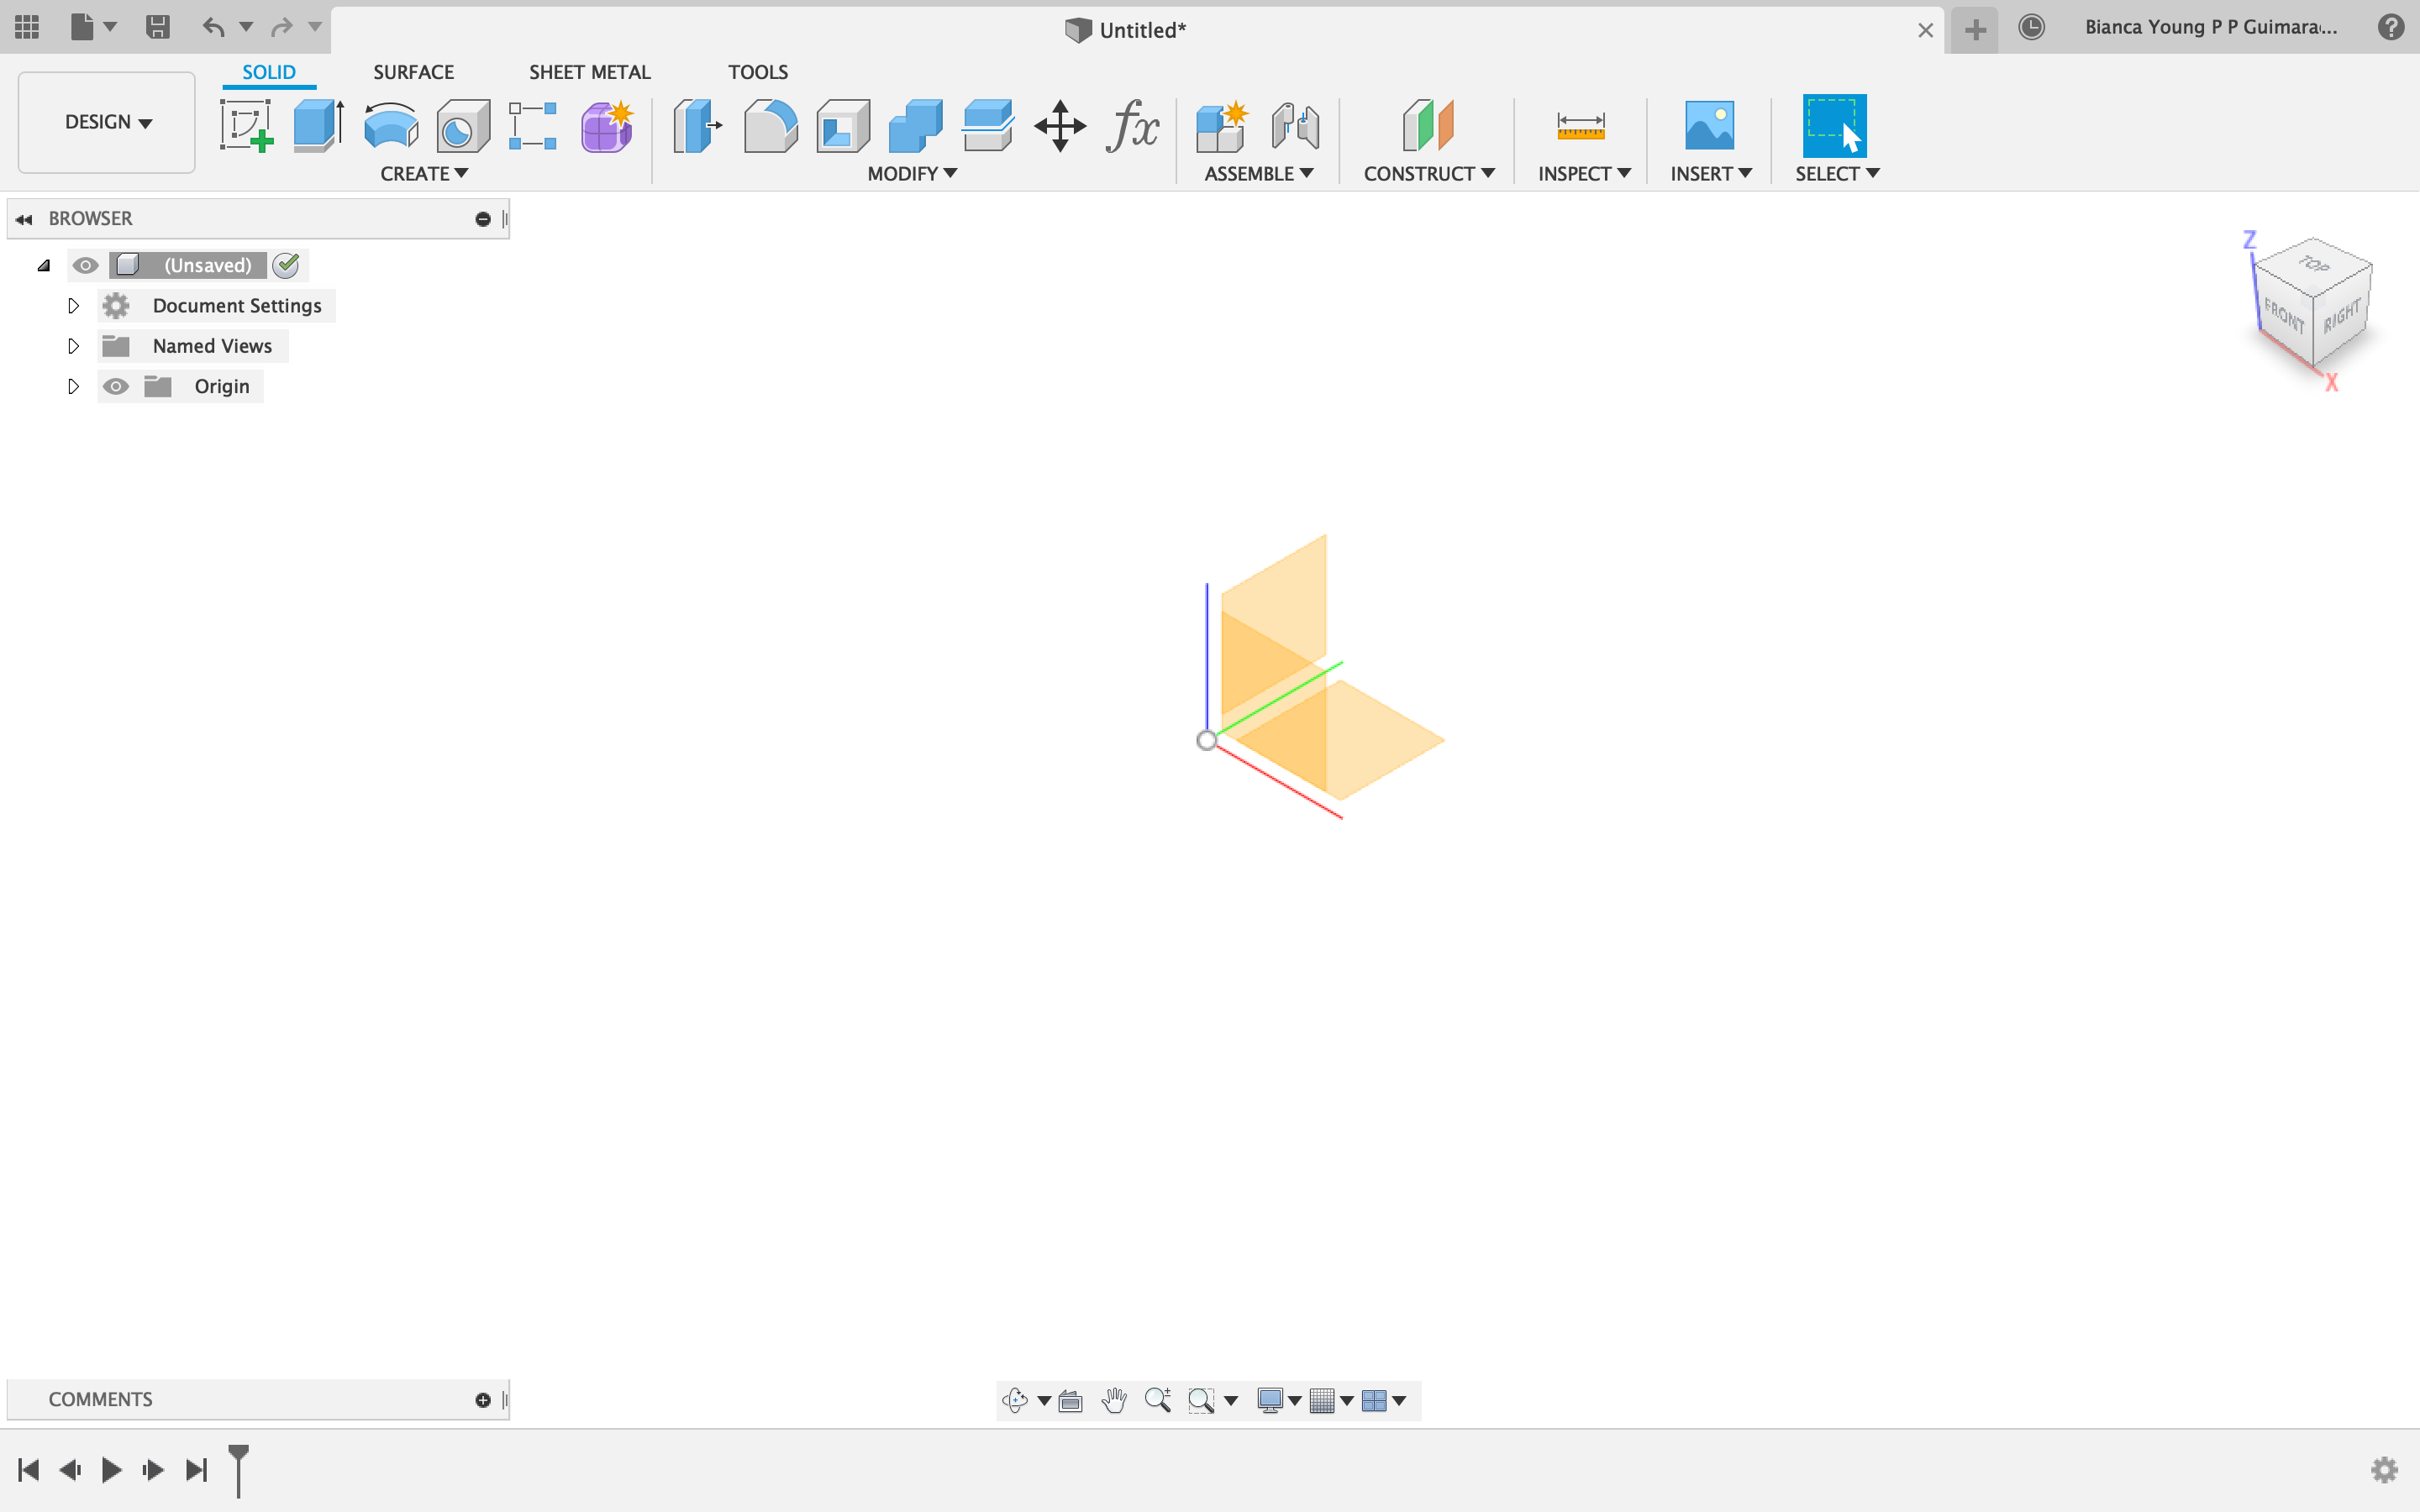 Untitled*
Bianca Young P P Guimara...
DESIGN
SOLID
SURFACE
SHEET METAL
TOOLS
CREATE
MODIFY
ASSEMBLE
CONSTRUCT
INSPECT
INSERT
SELECT
BROWSER
(Unsaved)
Document Settings
Named Views
Origin
Z
TOP
FRONT
RIGHT
X
COMMENTS